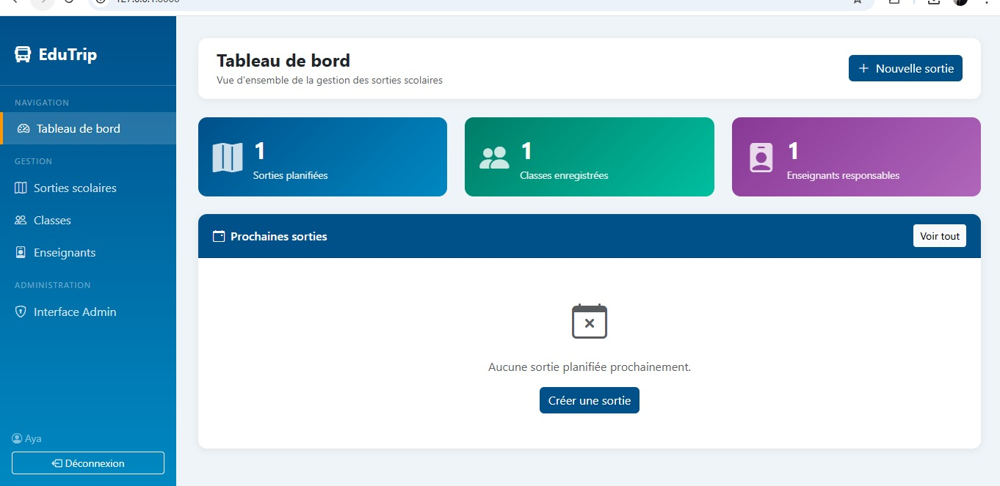 EduTrip
NAVIGATION
Tableau de bord
GESTION
Sorties scolaires
Classes
Enseignants
ADMINISTRATION
Interface Admin
Aya
Déconnexion
Tableau de bord
Vue d'ensemble de la gestion des sorties scolaires
Nouvelle sortie
1
Sorties planifiées
1
Classes enregistrées
1
Enseignants responsables
Prochaines sorties
Voir tout
Aucune sortie planifiée prochainement.
Créer une sortie